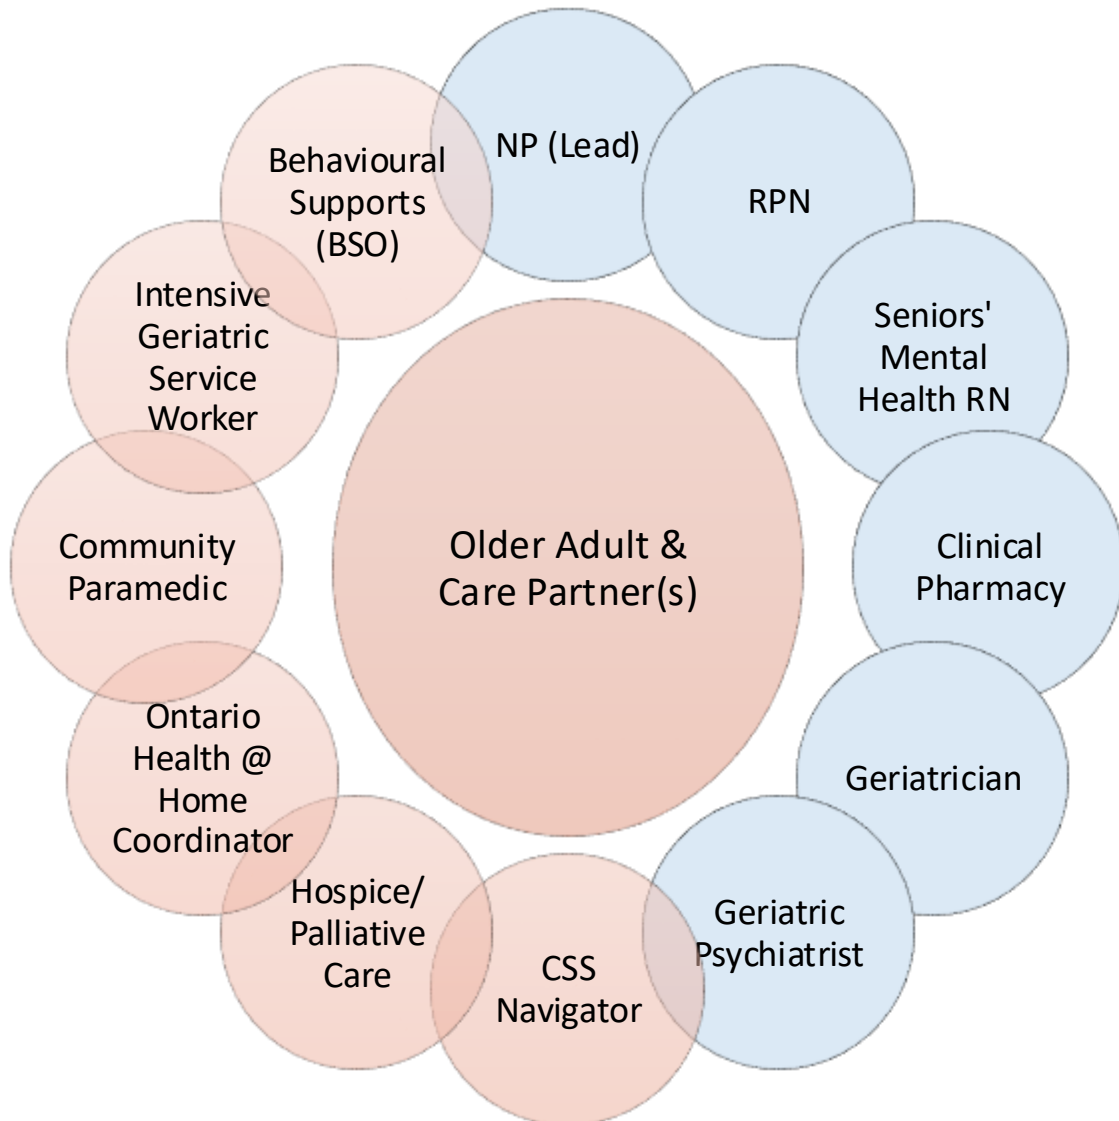 NP (Lead)
RPN
Seniors'
Mental
Health RN
Clinical
Pharmacy
Geriatrician
Geriatric
Psychiatrist
CSS
Navigator
Hospice/
Palliative
Care
Ontario
Health @
Home
Coordinator
Community
Paramedic
Intensive
Geriatric
Service
Worker
Behavioural
Supports
(BSO)
Older Adult &
Care Partner(s)